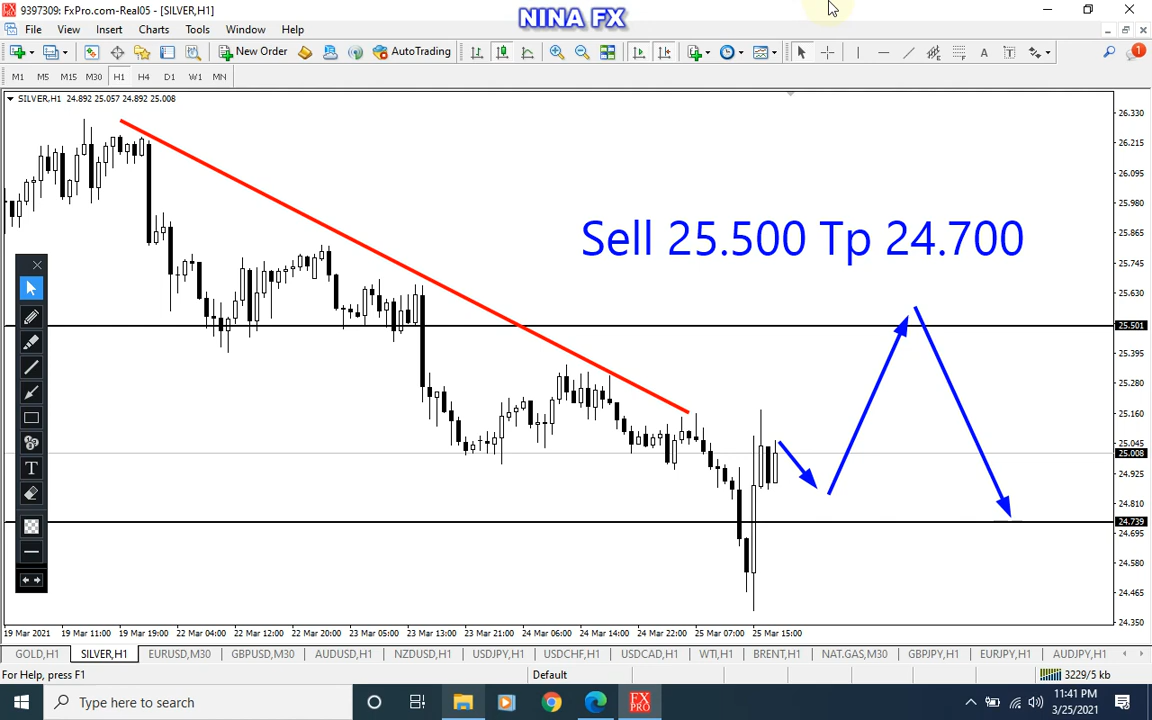 9397309: FxPro.com-Real05 - [SILVER,H1]
NINA FX
File View Insert Charts Tools Window Help
New Order AutoTrading A T 1
M1 M5 M15 M30 H1 H4 D1 W1 MN
SILVER,H1 24.892 25.057 24.892 25.008
26.330
26.215
26.095
25.980
25.865
25.745
25.630
25.501
25.395
25.280
25.160
25.045
25.008
24.925
24.810
24.739
24.695
24.580
24.465
24.350
Sell 25.500 Tp 24.700
T
19 Mar 2021 19 Mar 11:00 19 Mar 19:00 22 Mar 04:00 22 Mar 12:00 22 Mar 20:00 23 Mar 05:00 23 Mar 13:00 23 Mar 21:00 24 Mar 06:00 24 Mar 14:00 24 Mar 22:00 25 Mar 07:00 25 Mar 15:00
GOLD,H1 SILVER,H1 EURUSD,M30 GBPUSD,M30 AUDUSD,H1 NZDUSD,H1 USDJPY,H1 USDCHF,H1 USDCAD,H1 WTI,H1 BRENT,H1 NAT.GAS,M30 GBPJPY,H1 EURJPY,H1 AUDJPY,H1
For Help, press F1 Default 3229/5 kb
Type here to search FX PRO 11:41 PM
3/25/2021